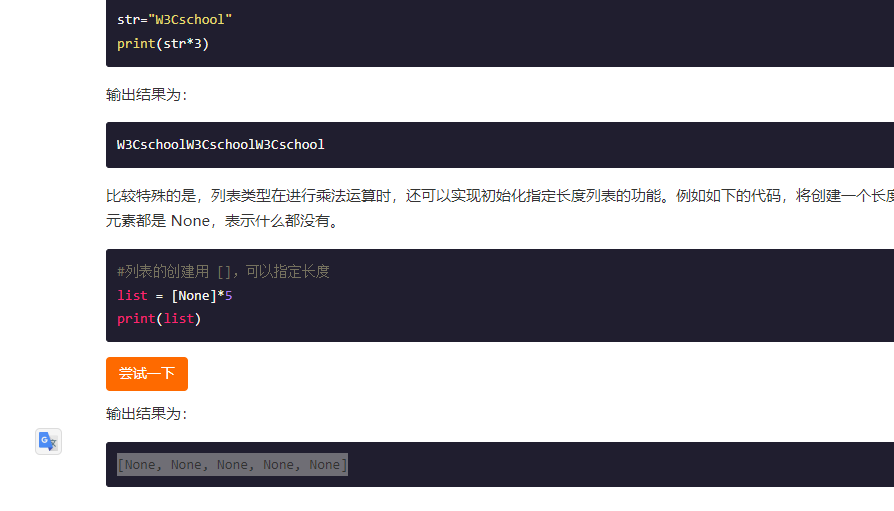 str="W3Cschool"
print(str*3)
输出结果为：
W3CschoolW3CschoolW3Cschool
比较特殊的是，列表类型在进行乘法运算时，还可以实现初始化指定长度列表的功能。例如如下的代码，将创建一个长度
元素都是 None，表示什么都没有。
#列表的创建用 []，可以指定长度
list = [None]*5
print(list)
尝试一下
输出结果为：
[None, None, None, None, None]